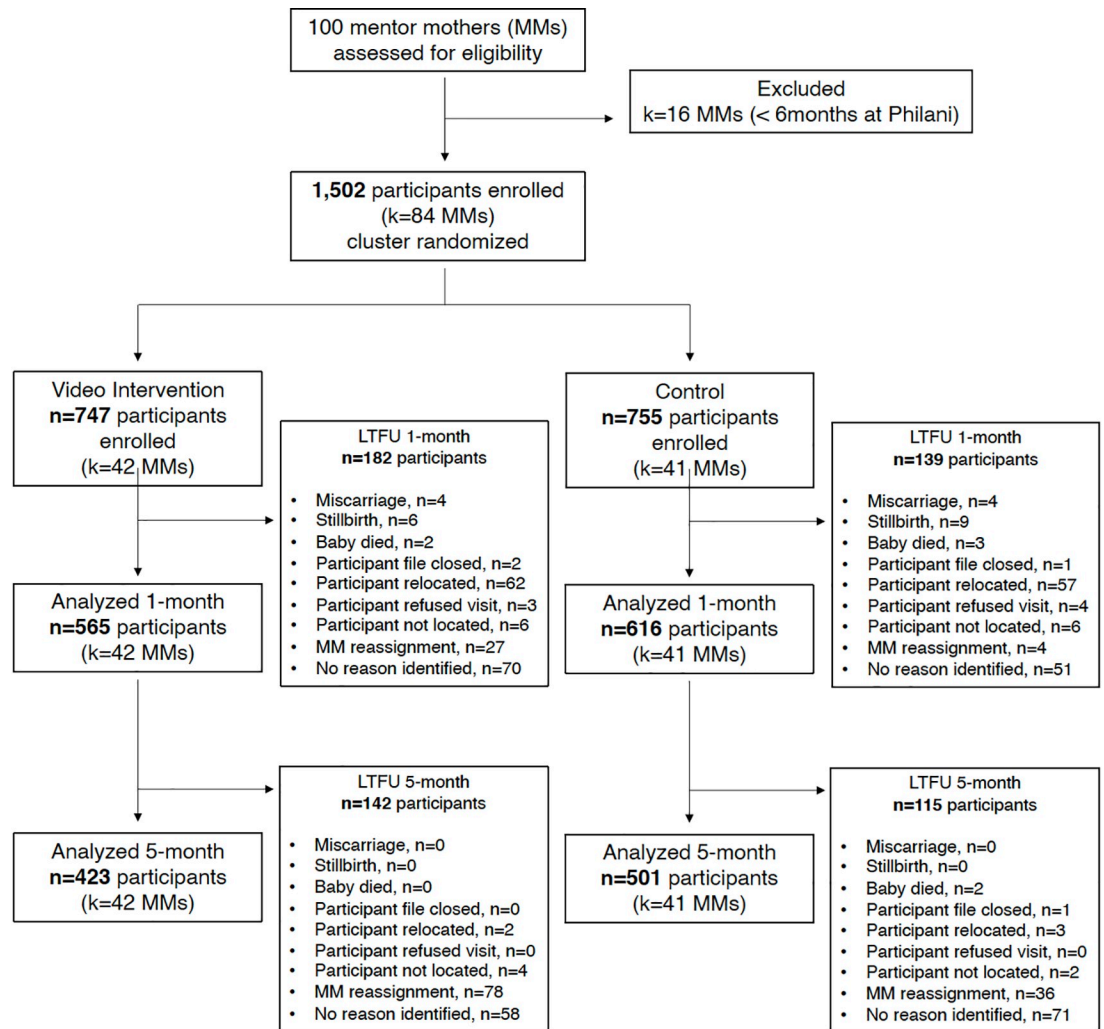 100 mentor mothers (MMs)
assessed for eligibility
Excluded
k=16 MMs (< 6months at Philani)
1,502 participants enrolled
(k=84 MMs)
cluster randomized
Video Intervention
n=747 participants
enrolled
(k=42 MMs)
LTFU 1-month
n=182 participants
• Miscarriage, n=4
• Stillbirth, n=6
• Baby died, n=2
• Participant file closed, n=2
• Participant relocated, n=62
• Participant refused visit, n=3
• Participant not located, n=6
• MM reassignment, n=27
• No reason identified, n=70
Control
n=755 participants
enrolled
(k=41 MMs)
LTFU 1-month
n=139 participants
• Miscarriage, n=4
• Stillbirth, n=9
• Baby died, n=3
• Participant file closed, n=1
• Participant relocated, n=57
• Participant refused visit, n=4
• Participant not located, n=6
• MM reassignment, n=4
• No reason identified, n=51
Analyzed 1-month
n=565 participants
(k=42 MMs)
Analyzed 1-month
n=616 participants
(k=41 MMs)
LTFU 5-month
n=142 participants
• Miscarriage, n=0
• Stillbirth, n=0
• Baby died, n=0
• Participant file closed, n=0
• Participant relocated, n=2
• Participant refused visit, n=0
• Participant not located, n=4
• MM reassignment, n=78
• No reason identified, n=58
LTFU 5-month
n=115 participants
• Miscarriage, n=0
• Stillbirth, n=0
• Baby died, n=2
• Participant file closed, n=1
• Participant relocated, n=3
• Participant refused visit, n=0
• Participant not located, n=2
• MM reassignment, n=36
• No reason identified, n=71
Analyzed 5-month
n=423 participants
(k=42 MMs)
Analyzed 5-month
n=501 participants
(k=41 MMs)